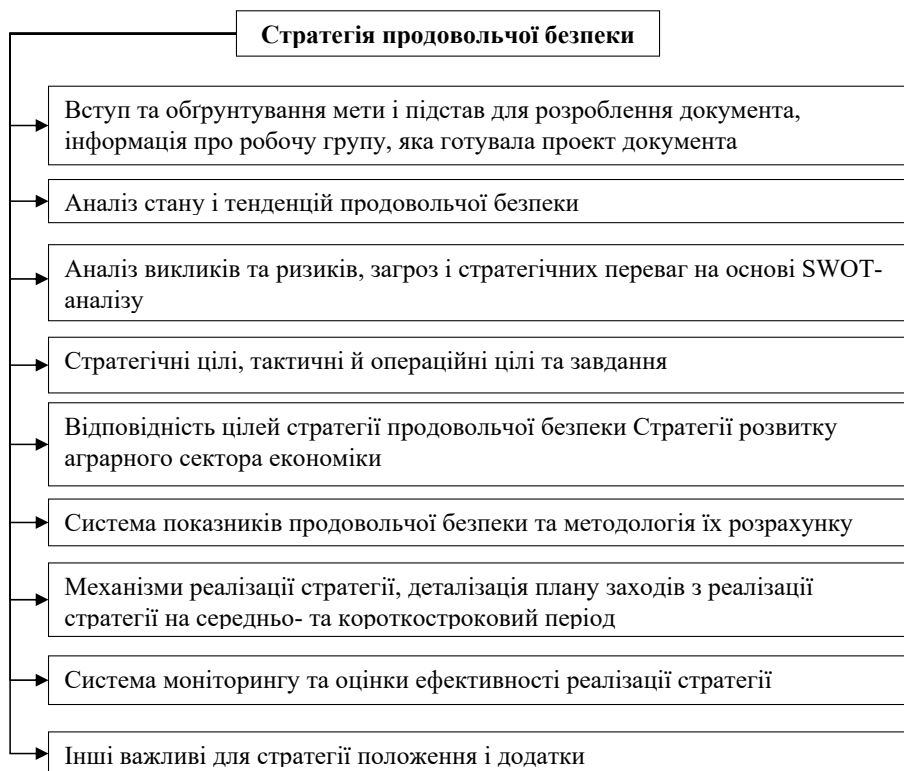 Стратегія продовольчої безпеки
Вступ та обґрунтування мети і підстав для розроблення документа,
інформація про робочу групу, яка готувала проект документа
Аналіз стану і тенденцій продовольчої безпеки
Аналіз викликів та ризиків, загроз і стратегічних переваг на основі SWOT-
аналізу
Стратегічні цілі, тактичні й операційні цілі та завдання
Відповідність цілей стратегії продовольчої безпеки Стратегії розвитку
аграрного сектора економіки
Система показників продовольчої безпеки та методологія їх розрахунку
Механізми реалізації стратегії, деталізація плану заходів з реалізації
стратегії на середньо- та короткостроковий період
Система моніторингу та оцінки ефективності реалізації стратегії
Інші важливі для стратегії положення і додатки